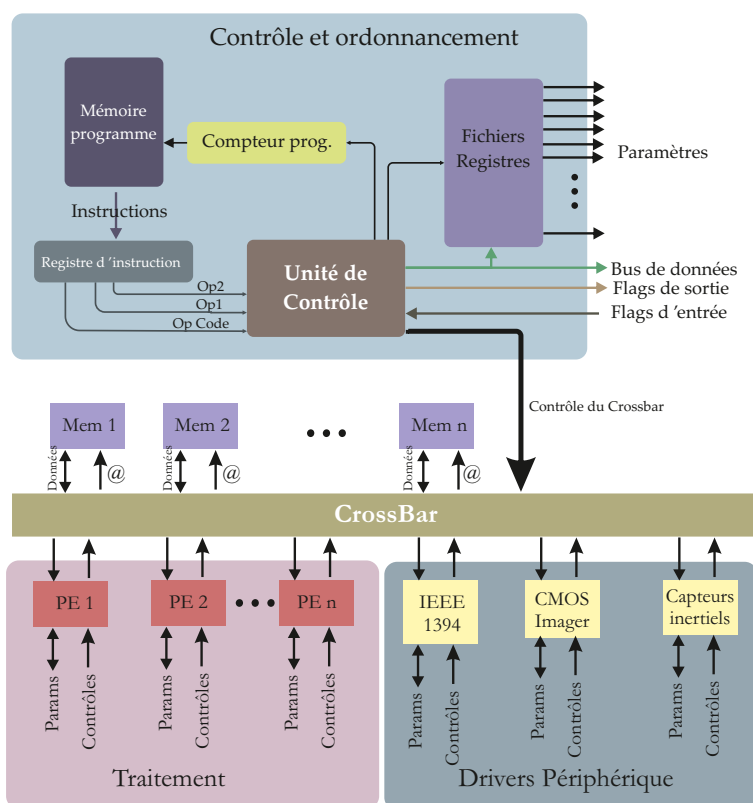 Contrôle et ordonnancement
Mémoire
programme
Compteur prog.
Fichiers
Registres
Paramètres
Instructions
Registre d ’instruction
Unité de
Contrôle
Op2
Op1
Op Code
Bus de données
Flags de sortie
Flags d ’entrée
Contrôle du Crossbar
Mem 1
Mem 2
Mem n
Données
@
Données
@
Données
@
CrossBar
PE 1
PE 2
PE n
IEEE
1394
CMOS
Imager
Capteurs
inertiels
Params
Contrôles
Params
Contrôles
Params
Contrôles
Params
Contrôles
Params
Contrôles
Params
Contrôles
Traitement
Drivers Périphérique